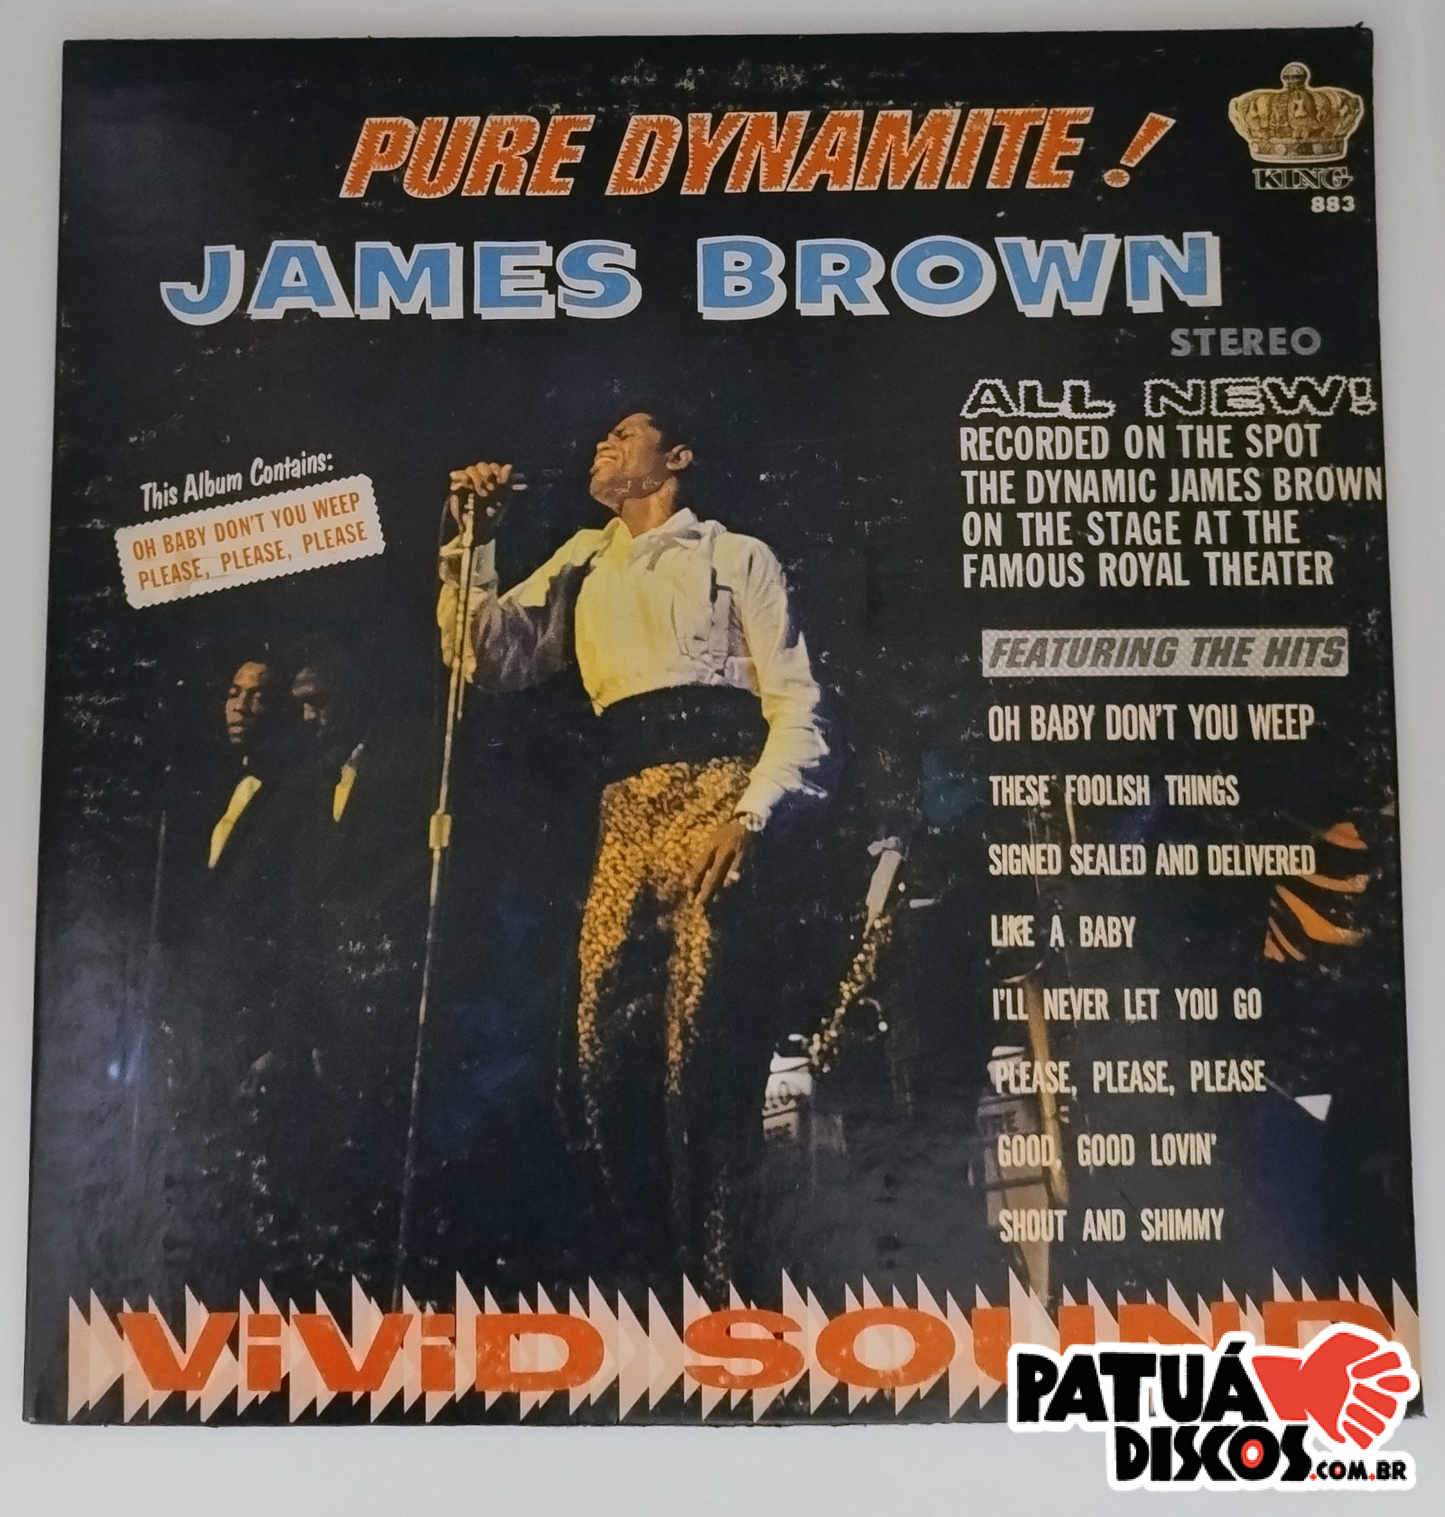 PURE DYNAMITE!
KING
883
JAMES BROWN
STEREO
ALL NEW!
RECORDED ON THE SPOT
THE DYNAMIC JAMES BROWN
ON THE STAGE AT THE
FAMOUS ROYAL THEATER
This Album Contains:
OH BABY DON'T YOU WEEP
PLEASE, PLEASE, PLEASE
FEATURING THE HITS
OH BABY DON'T YOU WEEP
THESE FOOLISH THINGS
SIGNED SEALED AND DELIVERED
LIKE A BABY
I'LL NEVER LET YOU GO
PLEASE, PLEASE, PLEASE
GOOD, GOOD LOVIN'
SHOUT AND SHIMMY
ViViD SOUND
PATUÁ
DISCOS.COM.BR